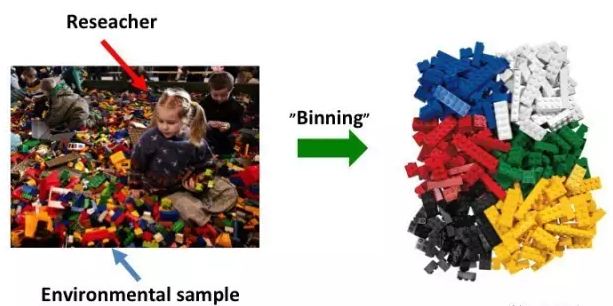 Reseacher
"Binning"
Environmental sample